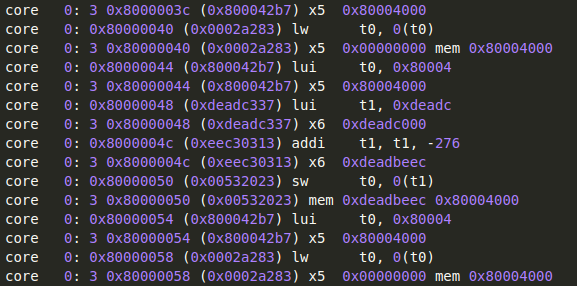 core   0: 3 0x8000003c (0x800042b7) x5  0x80004000
core   0: 0x80000040 (0x0002a283) lw      t0, 0(t0)
core   0: 3 0x80000040 (0x0002a283) x5  0x00000000 mem 0x80004000
core   0: 0x80000044 (0x800042b7) lui     t0, 0x80004
core   0: 3 0x80000044 (0x800042b7) x5  0x80004000
core   0: 0x80000048 (0xdeadc337) lui     t1, 0xdeadc
core   0: 3 0x80000048 (0xdeadc337) x6  0xdeadc000
core   0: 0x8000004c (0xeec30313) addi    t1, t1, -276
core   0: 3 0x8000004c (0xeec30313) x6  0xdeadbeec
core   0: 0x80000050 (0x00532023) sw      t0, 0(t1)
core   0: 3 0x80000050 (0x00532023) mem 0xdeadbeec 0x80004000
core   0: 0x80000054 (0x800042b7) lui     t0, 0x80004
core   0: 3 0x80000054 (0x800042b7) x5  0x80004000
core   0: 0x80000058 (0x0002a283) lw      t0, 0(t0)
core   0: 3 0x80000058 (0x0002a283) x5  0x00000000 mem 0x80004000